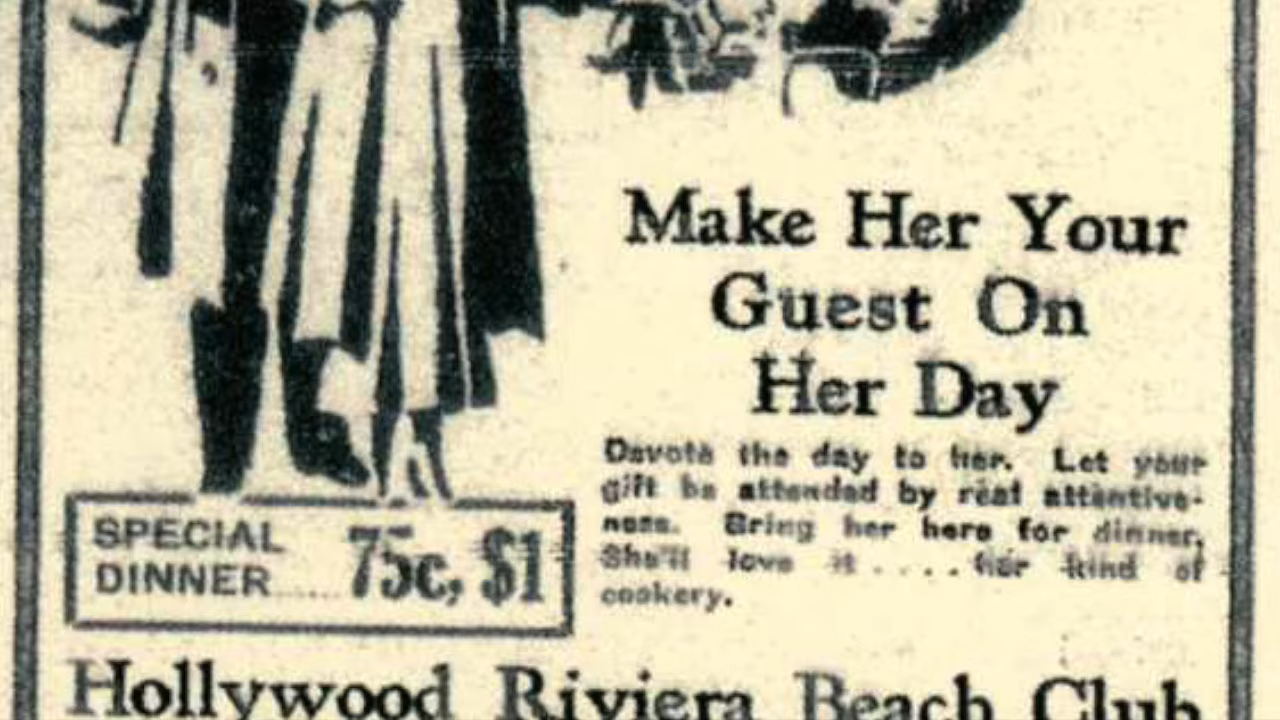 Make Her Your
Guest On
Her Day
Devote the day to her. Let your
gift be attended by real attentive-
ness. Bring her here for dinner.
She'll love it....her kind of
cookery.
SPECIAL
DINNER......75c, $1
Hollywood Riviera Beach Club